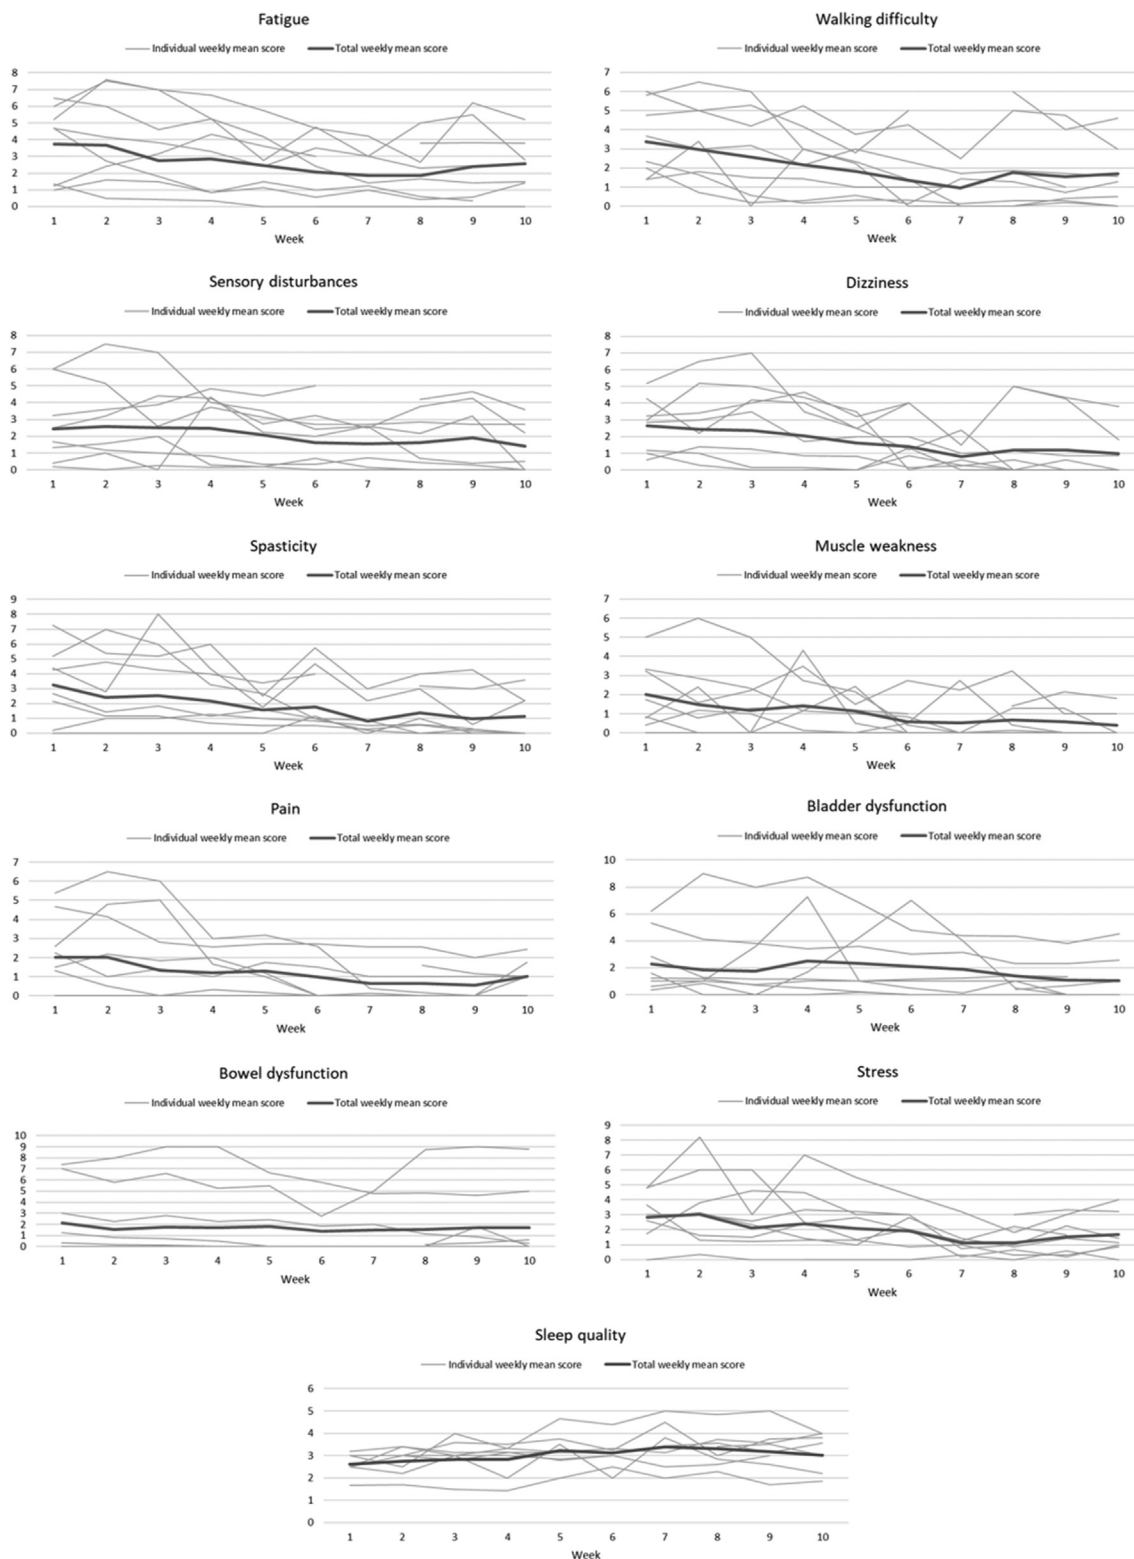 Fatigue
Individual weekly mean score Total weekly mean score
8
7
6
5
4
3
2
1
0
1 2 3 4 5 6 7 8 9 10
Week
Walking difficulty
Individual weekly mean score Total weekly mean score
7
6
5
4
3
2
1
0
1 2 3 4 5 6 7 8 9 10
Week
Sensory disturbances
Individual weekly mean score Total weekly mean score
8
7
6
5
4
3
2
1
0
1 2 3 4 5 6 7 8 9 10
Week
Dizziness
Individual weekly mean score Total weekly mean score
8
7
6
5
4
3
2
1
0
1 2 3 4 5 6 7 8 9 10
Week
Spasticity
Individual weekly mean score Total weekly mean score
9
8
7
6
5
4
3
2
1
0
1 2 3 4 5 6 7 8 9 10
Week
Muscle weakness
Individual weekly mean score Total weekly mean score
7
6
5
4
3
2
1
0
1 2 3 4 5 6 7 8 9 10
Week
Pain
Individual weekly mean score Total weekly mean score
7
6
5
4
3
2
1
0
1 2 3 4 5 6 7 8 9 10
Week
Bladder dysfunction
Individual weekly mean score Total weekly mean score
10
8
6
4
2
0
1 2 3 4 5 6 7 8 9 10
Week
Bowel dysfunction
Individual weekly mean score Total weekly mean score
10
9
8
7
6
5
4
3
2
1
0
1 2 3 4 5 6 7 8 9 10
Week
Stress
Individual weekly mean score Total weekly mean score
9
8
7
6
5
4
3
2
1
0
1 2 3 4 5 6 7 8 9 10
Week
Sleep quality
Individual weekly mean score Total weekly mean score
6
5
4
3
2
1
0
1 2 3 4 5 6 7 8 9 10
Week